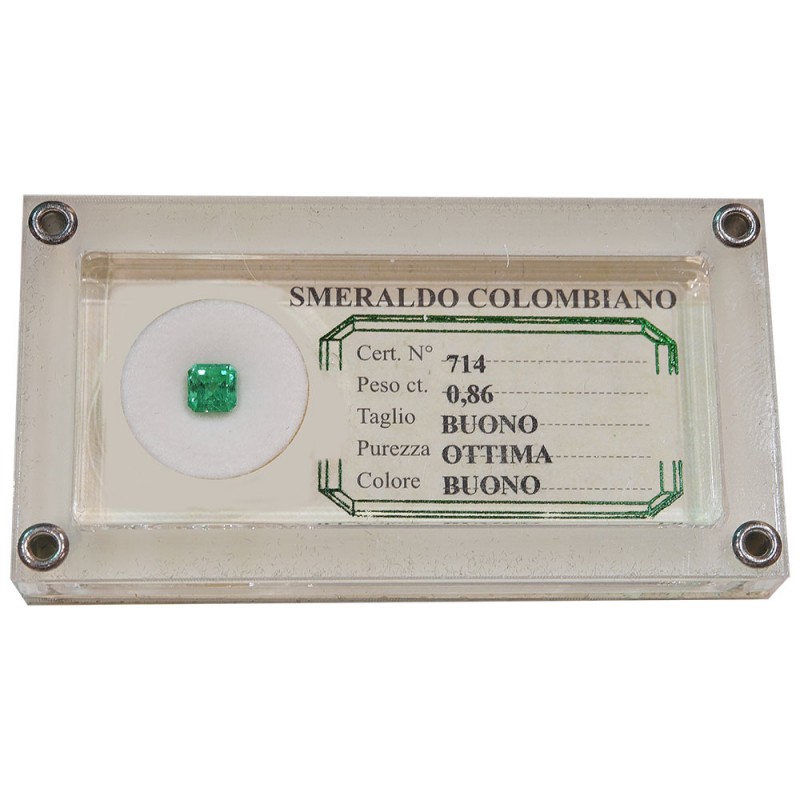 SMERALDO COLOMBIANO
Cert. N° 714
Peso ct. 0,86
Taglio BUONO
Purezza OTTIMA
Colore BUONO